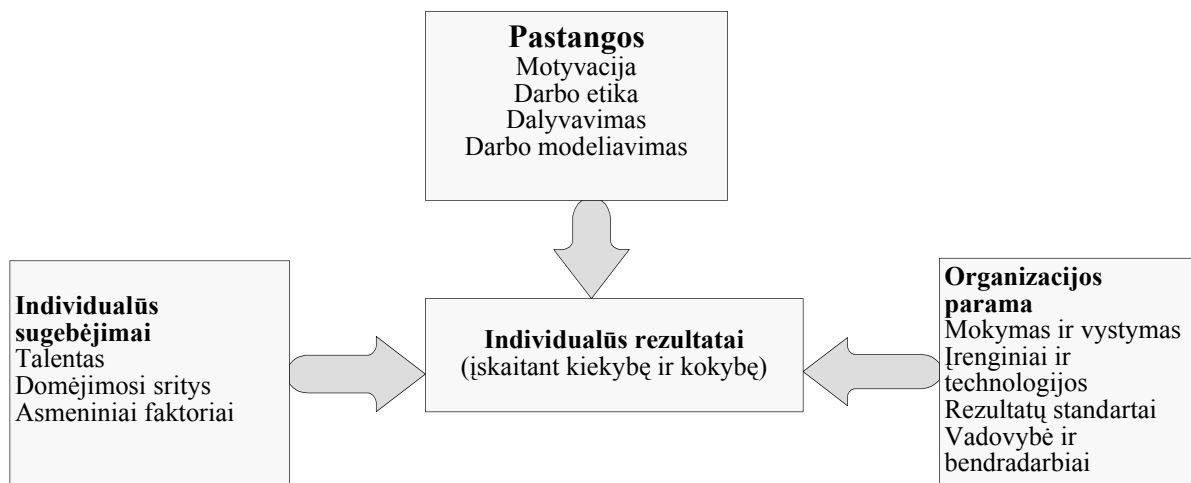 Pastangos
Motyvacija
Darbo etika
Dalyvavimas
Darbo modeliavimas
Individualūs
sugebėjimai
Talentas
Domėjimosi sritys
Asmeniniai faktoriai
Individualūs rezultatai
(įskaitant kiekybę ir kokybę)
Organizacijos
parama
Mokymas ir vystymas
Įrenginiai ir
technologijos
Rezultatų standartai
Vadovybė ir
bendradarbiai